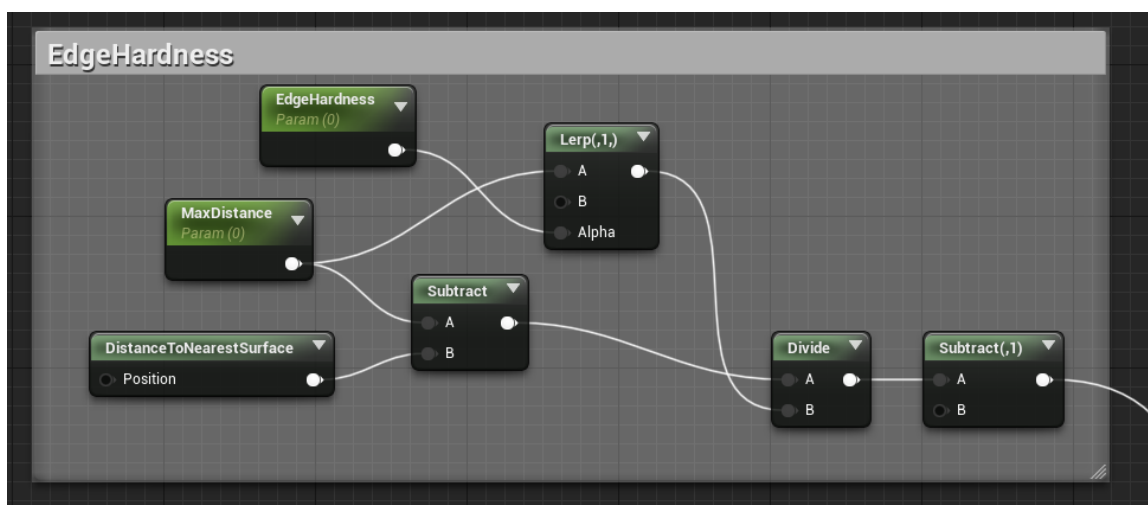 EdgeHardness
EdgeHardness
Param (0)
Lerp(,1,)
A
B
Alpha
MaxDistance
Param (0)
Subtract
A
B
DistanceToNearestSurface
Position
Divide
A
B
Subtract(,1)
A
B